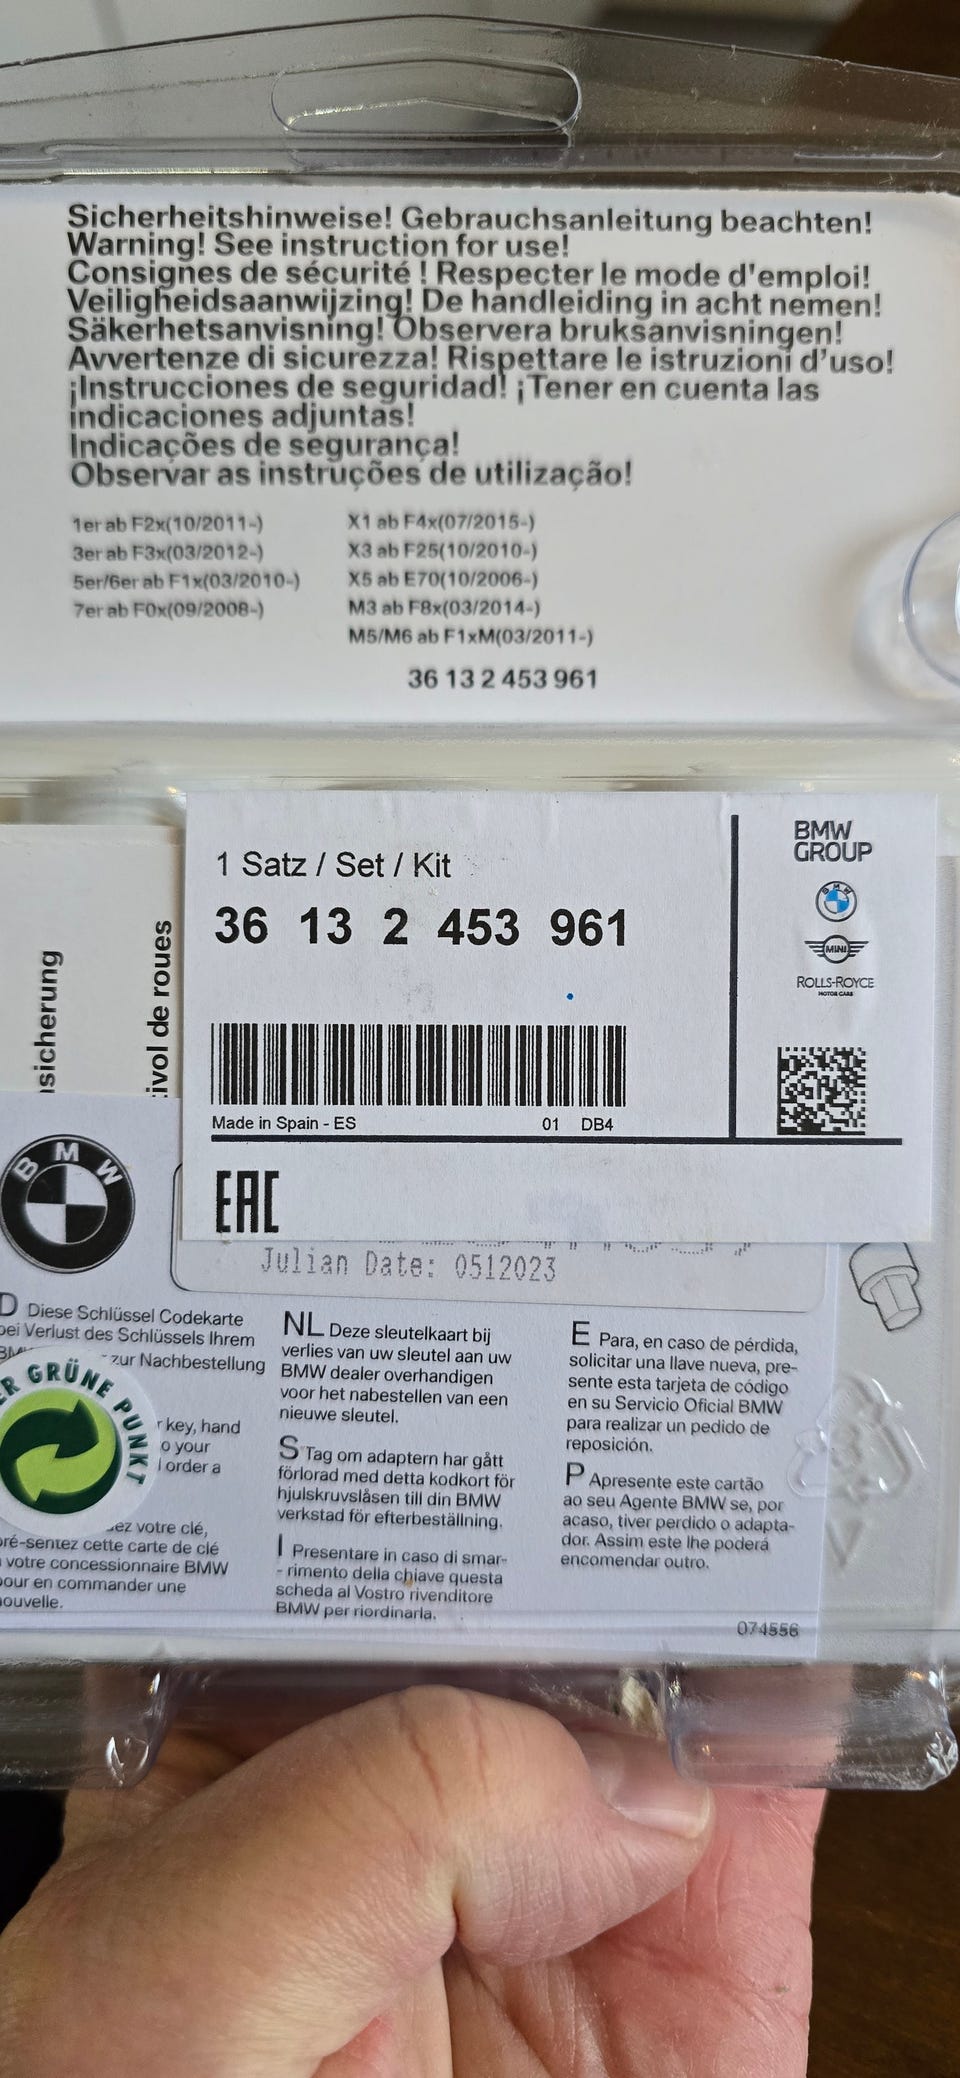 Sicherheitshinweise! Gebrauchsanleitung beachten!
Warning! See instruction for use!
Consignes de sécurité ! Respecter le mode d'emploi!
Veiligheidsaanwijzing! De handleiding in acht nemen!
Säkerhetsanvisning! Observera bruksanvisningen!
Avvertenze di sicurezza! Rispettare le istruzioni d'uso!
¡Instrucciones de seguridad! ¡Tener en cuenta las
indicaciones adjuntas!
Indicações de segurança!
Observar as instruções de utilização!
1er ab F2x(10/2011-)
3er ab F3x(03/2012-)
5er/6er ab F1x(03/2010-)
7er ab F0x(09/2008-)
X1 ab F4x(07/2015-)
X3 ab F25(10/2010-)
X5 ab E70(10/2006-)
M3 ab F8x(03/2014-)
M5/M6 ab F1xM(03/2011-)
36 13 2 453 961
sicherung
ivol de roues
1 Satz / Set / Kit
36 13 2 453 961
Made in Spain - ES
01 DB4
BMW
GROUP
BMW
MINI
ROLLS-ROYCE
MOTOR CARS
EAC
Julian Date: 0512023
BMW
D Diese Schlüssel Codekarte
bei Verlust des Schlüssels Ihrem
zur Nachbestellung
R GRÜNE PUNKT
key, hand
o your
order a
ez votre clé,
pré-sentez cette carte de clé
votre concessionnaire BMW
pour en commander une
nouvelle.
NL Deze sleutelkaart bij
verlies van uw sleutel aan uw
BMW dealer overhandigen
voor het nabestellen van een
nieuwe sleutel.
S Tag om adaptern har gått
förlorad med detta kodkort för
hjulskruvslåsen till din BMW
verkstad för efterbeställning.
I Presentare in caso di smar-
- rimento della chiave questa
scheda al Vostro rivenditore
BMW per riordinarla.
E Para, en caso de pérdida,
solicitar una llave nueva, pre-
sente esta tarjeta de código
en su Servicio Oficial BMW
para realizar un pedido de
reposición.
P Apresente este cartão
ao seu Agente BMW se, por
acaso, tiver perdido o adapta-
dor. Assim este lhe poderá
encomendar outro.
074556